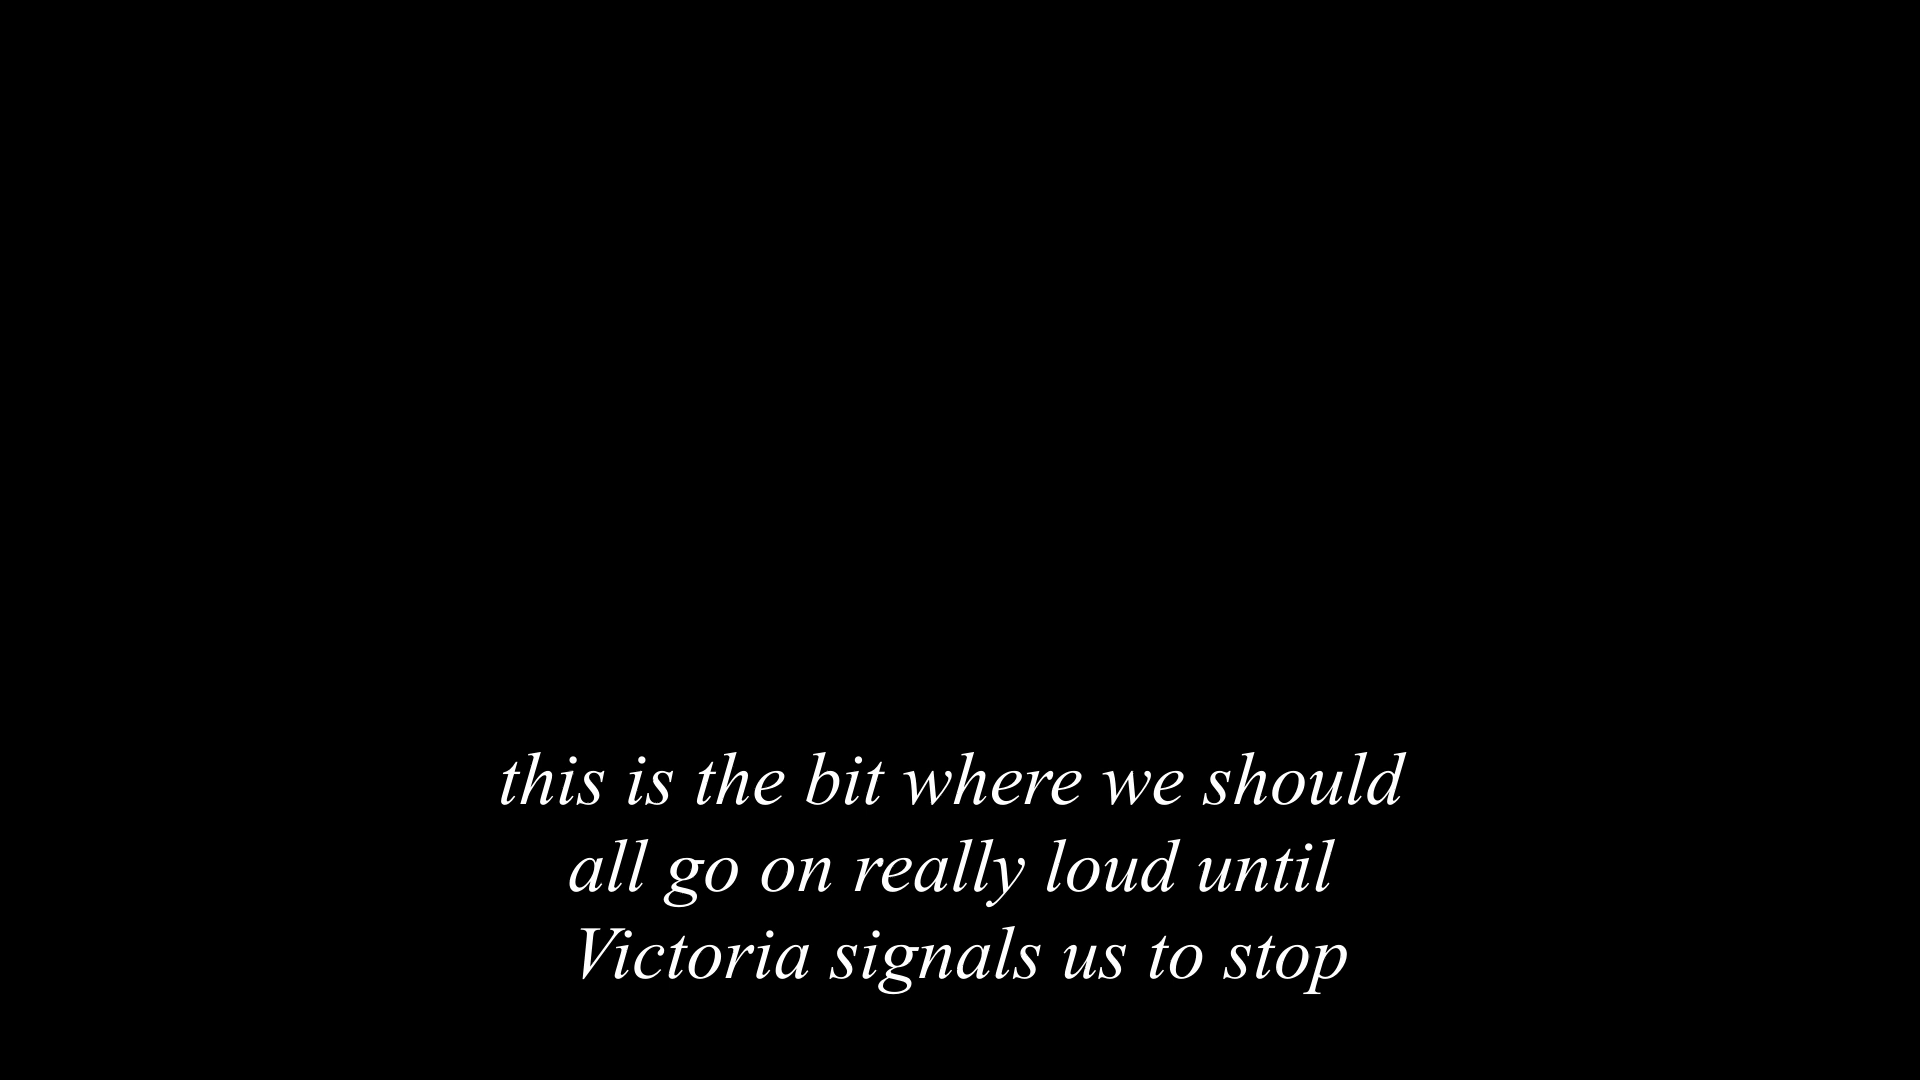 this is the bit where we should
all go on really loud until
Victoria signals us to stop